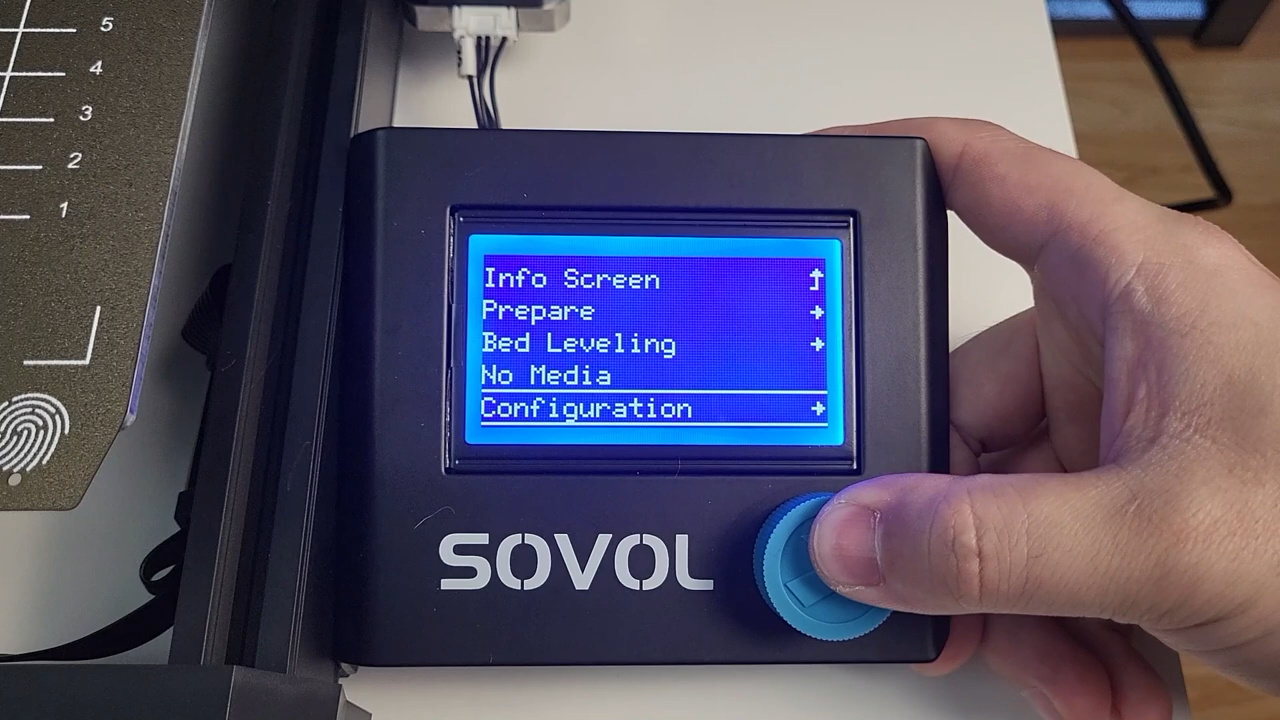 5
4
3
2
1
Info Screen
Prepare
Bed Leveling
No Media
Configuration
SOVOL